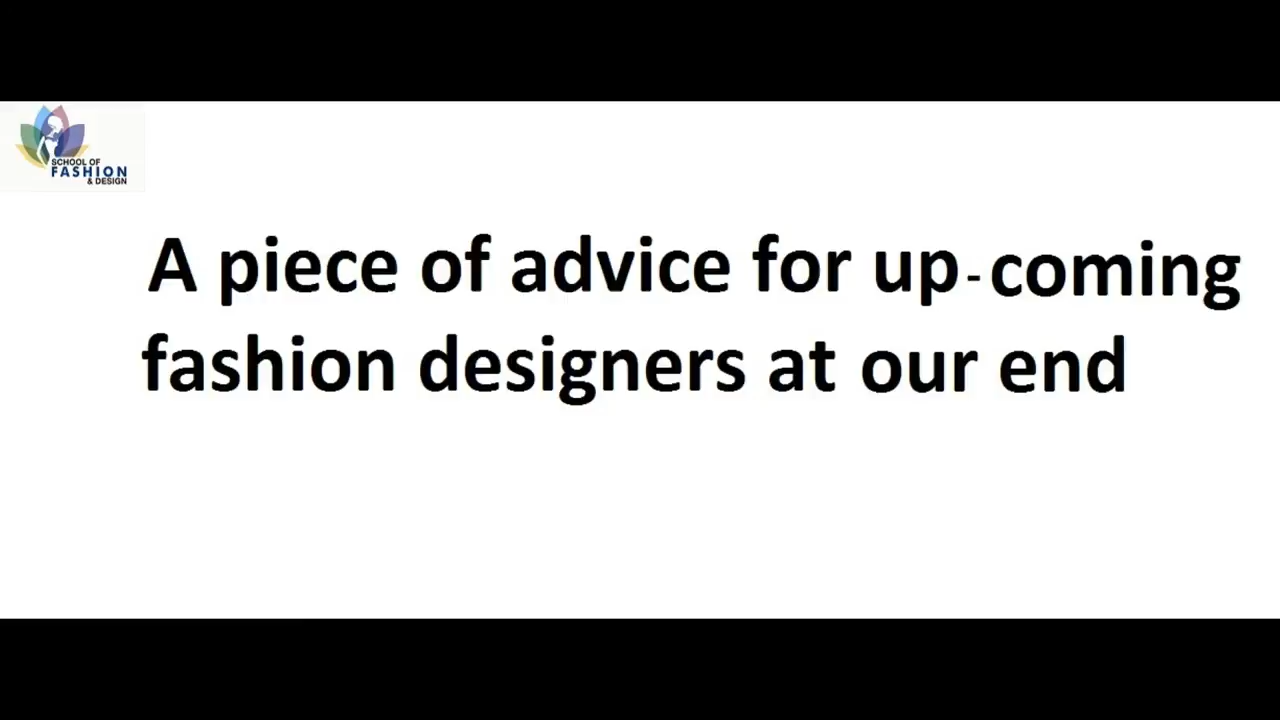 SCHOOL OF
FASHION
& DESIGN
A piece of advice for up-coming
fashion designers at our end